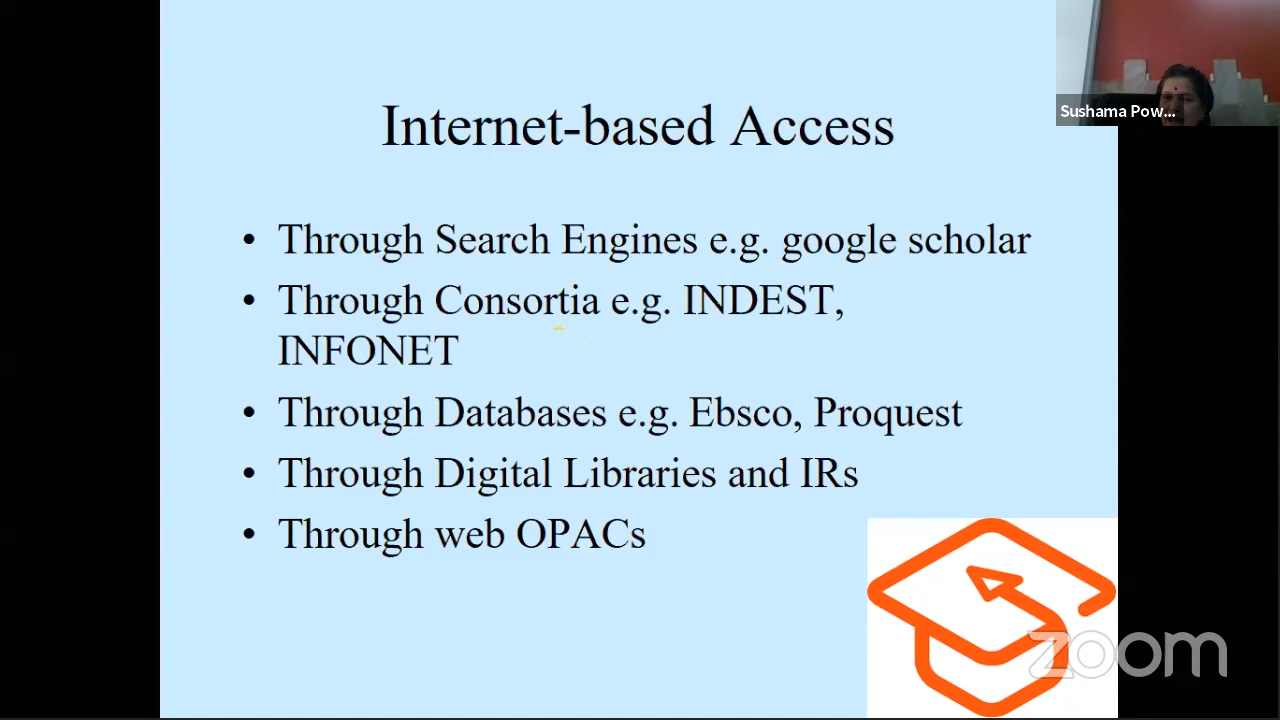 Sushama Pow...
Internet-based Access
• Through Search Engines e.g. google scholar
• Through Consortia e.g. INDEST,
INFONET
• Through Databases e.g. Ebsco, Proquest
• Through Digital Libraries and IRs
• Through web OPACs
zoom